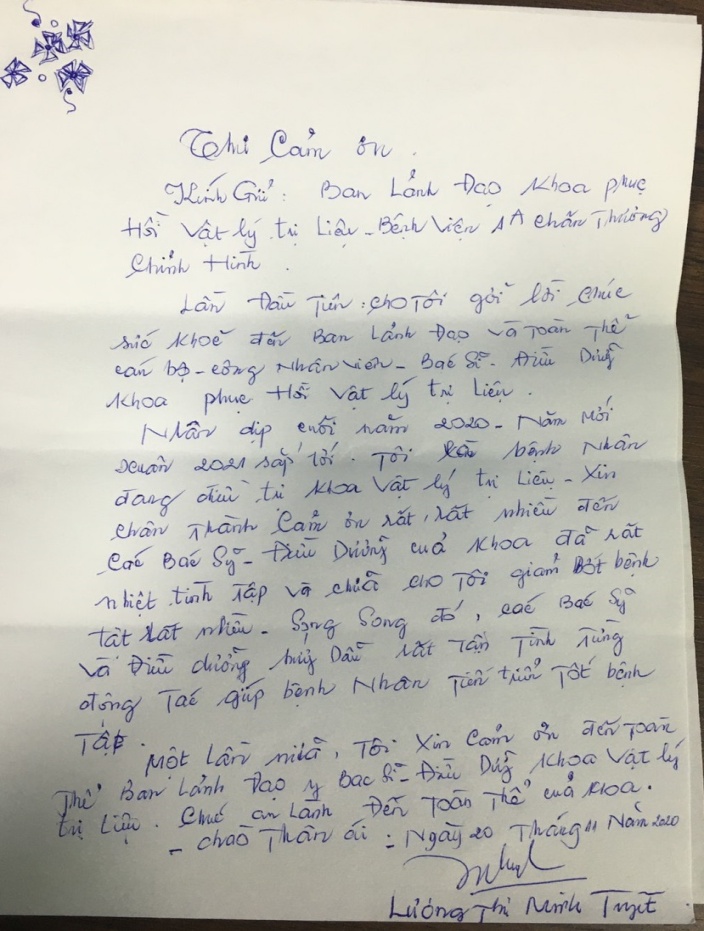 Thư Cảm ơn.
Kính Gửi: Ban Lảnh Đạo Khoa phục
Hồi Vật lý trị Liệu - Bệnh Viện 1A chấn Thương
Chỉnh Hình.
Lần Đầu Tiên: cho Tôi gởi lời chúc
sức khoẻ đến Ban Lảnh Đạo và Toàn Thể
cán bộ - công Nhân viên - Bác Sĩ - Điều Dưỡng
Khoa phục Hồi Vật lý trị Liệu.
Nhân dịp cuối năm 2020 - Năm Mới
xuân 2021 sắp tới. Tôi là bệnh Nhân
đang điều trị khoa Vật lý trị Liệu - Xin
chân Thành Cảm ơn rất, rất nhiều đến
Các Bác Sỹ - Điều Dưỡng cuả Khoa đã rất
nhiệt tình Tập và chữa cho Tôi giảm Bớt bệnh
tật rất nhiều - Song Song đó, các Bác Sỹ
và Điều dưỡng hướng Dẫn rất Tận Tình Từng
động Tác giúp bệnh Nhân Tiến triển Tốt bệnh
Tật.
Một Lần nữa, Tôi Xin Cảm ơn đến Toàn
Thể Ban Lảnh Đạo y Bác Sĩ - Điều Dưỡng Khoa Vật lý
trị Liệu. Chúc an Lành Đến Toàn Thể cuả Khoa.
- chào Thân ái - Ngày 20 Tháng 11 Năm 2020
Lương Thị Minh Tuyết